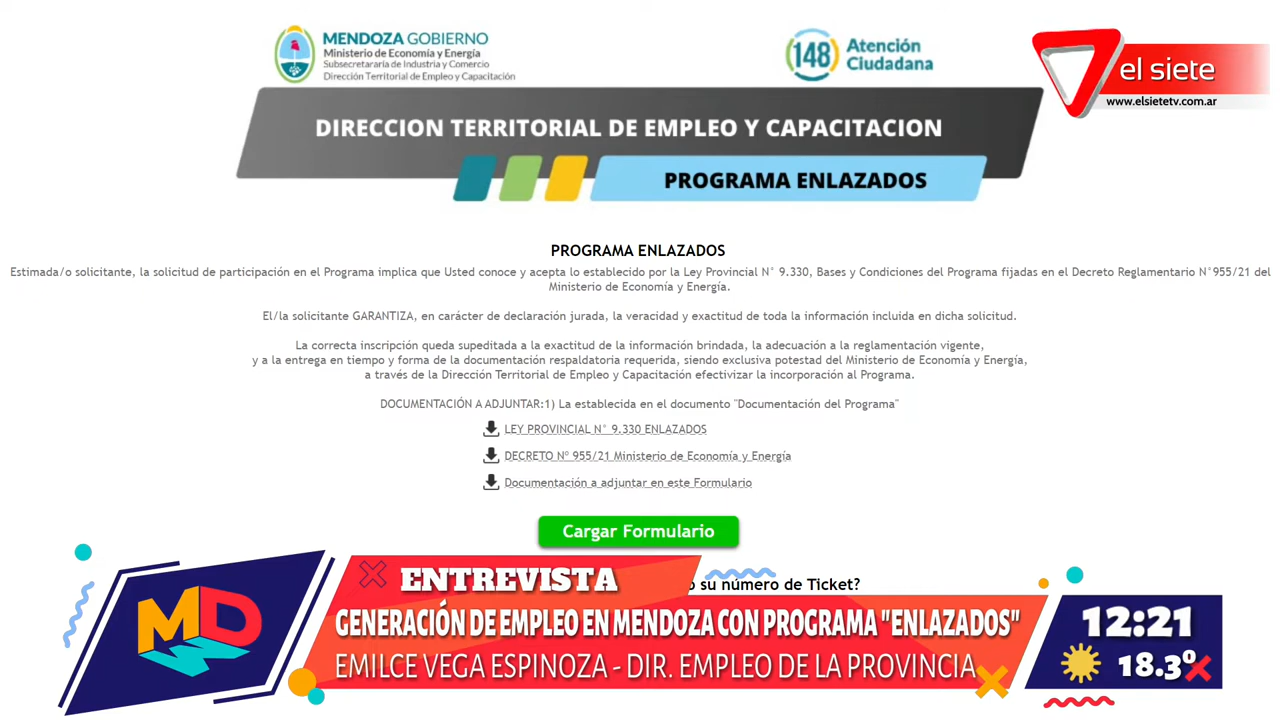 MENDOZA GOBIERNO
Ministerio de Economía y Energía
Subsecretararía de Industria y Comercio
Dirección Territorial de Empleo y Capacitación
148 Atención
Ciudadana
el siete
www.elsietetv.com.ar
DIRECCION TERRITORIAL DE EMPLEO Y CAPACITACION
PROGRAMA ENLAZADOS
PROGRAMA ENLAZADOS
Estimada/o solicitante, la solicitud de participación en el Programa implica que Usted conoce y acepta lo establecido por la Ley Provincial N° 9.330, Bases y Condiciones del Programa fijadas en el Decreto Reglamentario N°955/21 del
Ministerio de Economía y Energía.
El/la solicitante GARANTIZA, en carácter de declaración jurada, la veracidad y exactitud de toda la información incluida en dicha solicitud.
La correcta inscripción queda supeditada a la exactitud de la información brindada, la adecuación a la reglamentación vigente,
y a la entrega en tiempo y forma de la documentación respaldatoria requerida, siendo exclusiva potestad del Ministerio de Economía y Energía,
a través de la Dirección Territorial de Empleo y Capacitación efectivizar la incorporación al Programa.
DOCUMENTACIÓN A ADJUNTAR:1) La establecida en el documento "Documentación del Programa"
LEY PROVINCIAL N° 9.330 ENLAZADOS
DECRETO Nº 955/21 Ministerio de Economía y Energía
Documentación a adjuntar en este Formulario
Cargar Formulario
o su número de Ticket?
ENTREVISTA
GENERACIÓN DE EMPLEO EN MENDOZA CON PROGRAMA "ENLAZADOS"
EMILCE VEGA ESPINOZA - DIR. EMPLEO DE LA PROVINCIA
MD
12:21
18.3º